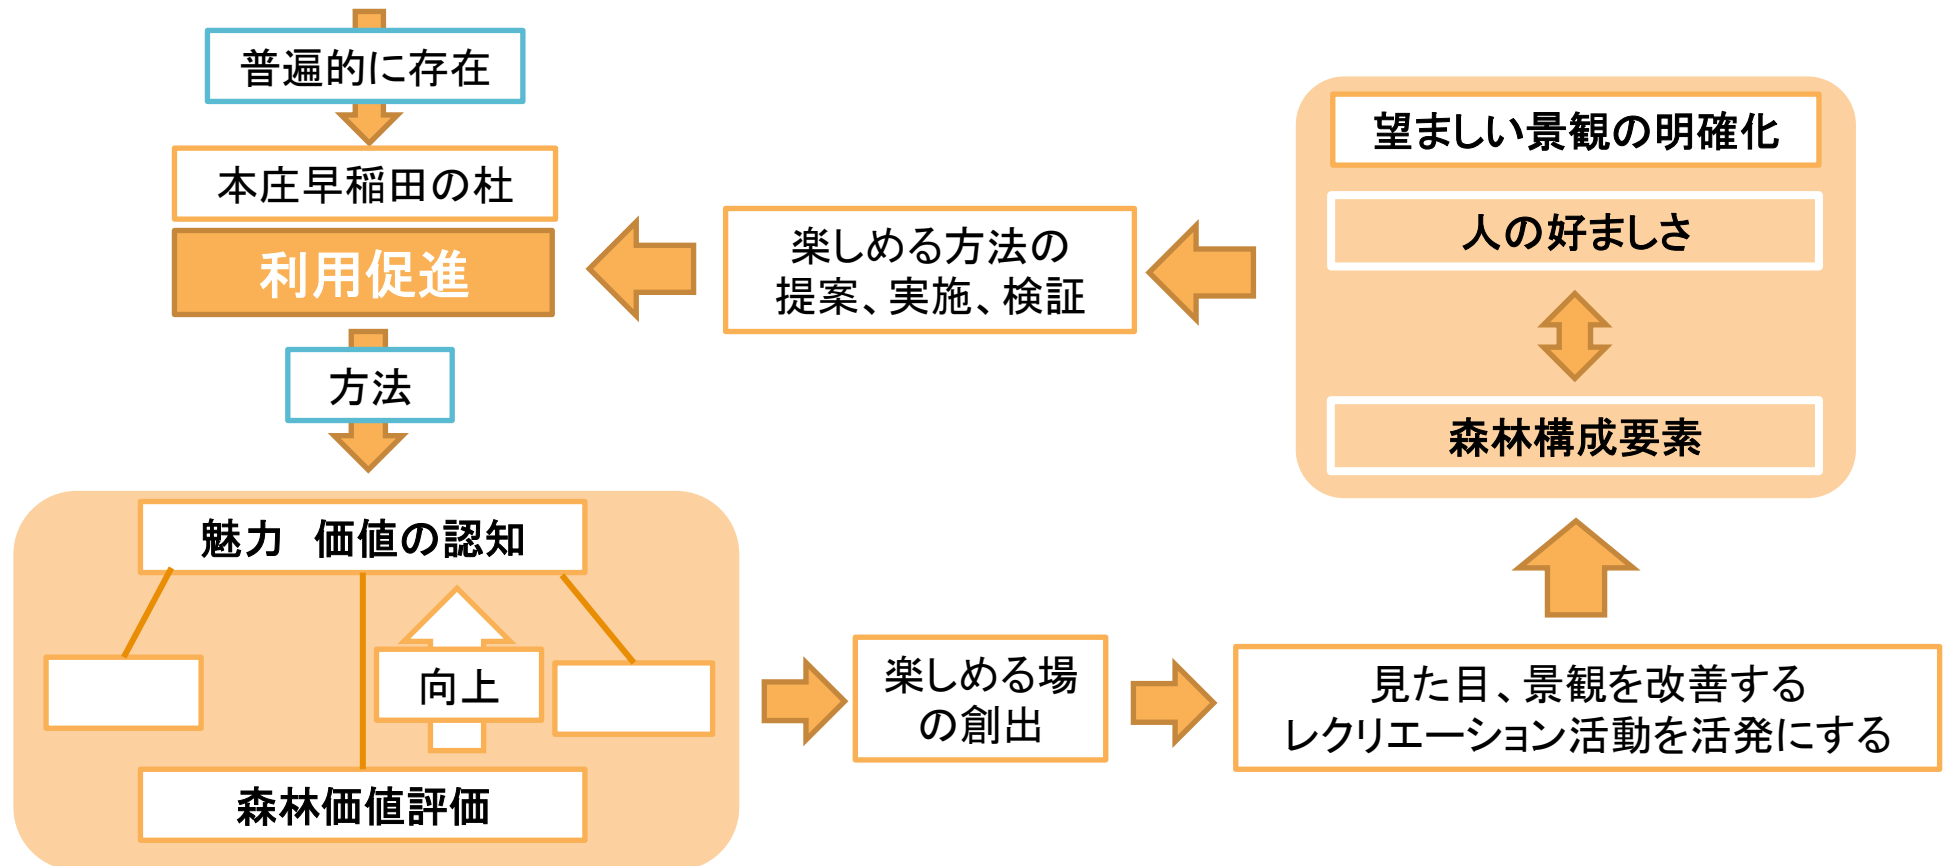 普遍的に存在
本庄早稲田の杜
利用促進
方法
魅力　価値の認知
向上
森林価値評価
楽しめる場
の創出
見た目、景観を改善する
レクリエーション活動を活発にする
望ましい景観の明確化
人の好ましさ
森林構成要素
楽しめる方法の
提案、実施、検証